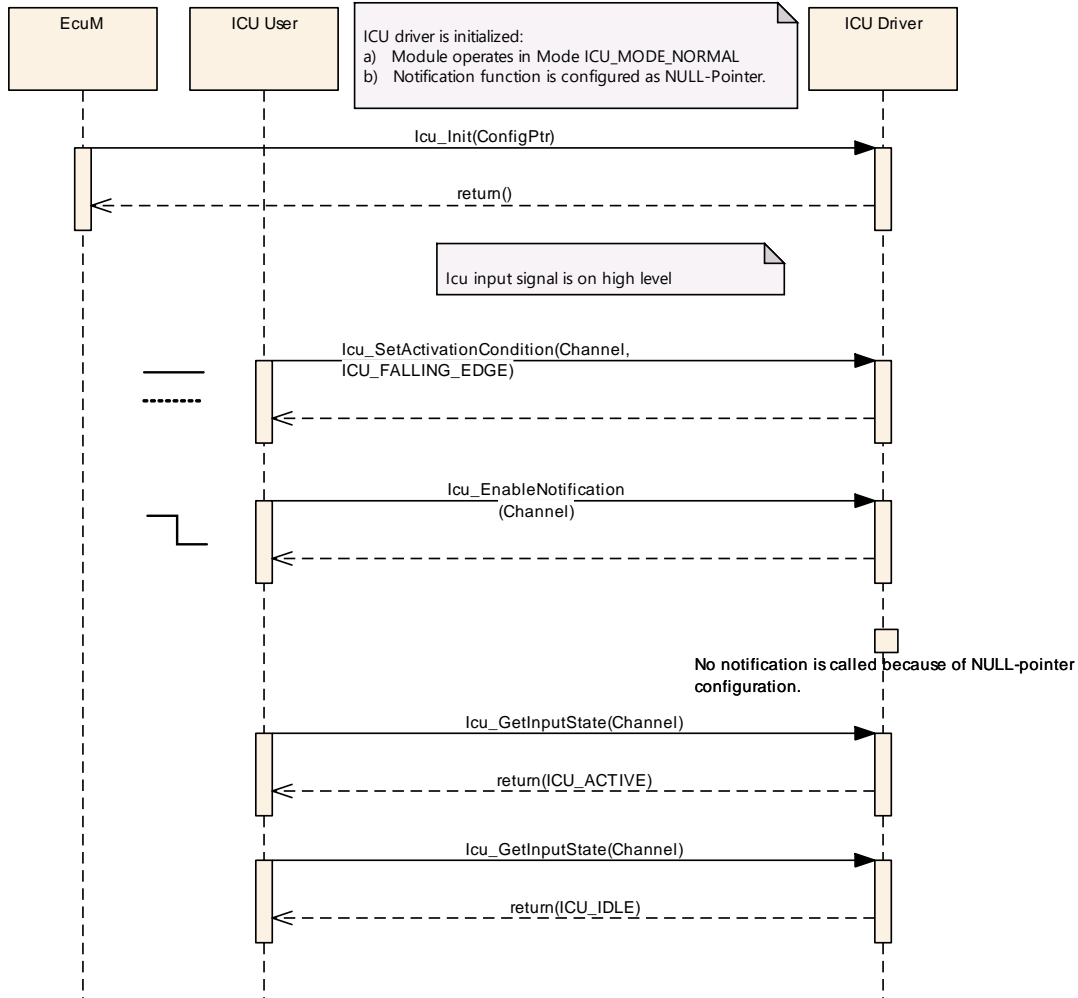 EcuM
ICU User
ICU driver is initialized:
a) Module operates in Mode ICU_MODE_NORMAL
b) Notification function is configured as NULL-Pointer.
ICU Driver
Icu_Init(ConfigPtr)
return()
Icu input signal is on high level
Icu_SetActivationCondition(Channel,
ICU_FALLING_EDGE)
Icu_EnableNotification
(Channel)
No notification is called because of NULL-pointer
configuration.
Icu_GetInputState(Channel)
return(ICU_ACTIVE)
Icu_GetInputState(Channel)
return(ICU_IDLE)